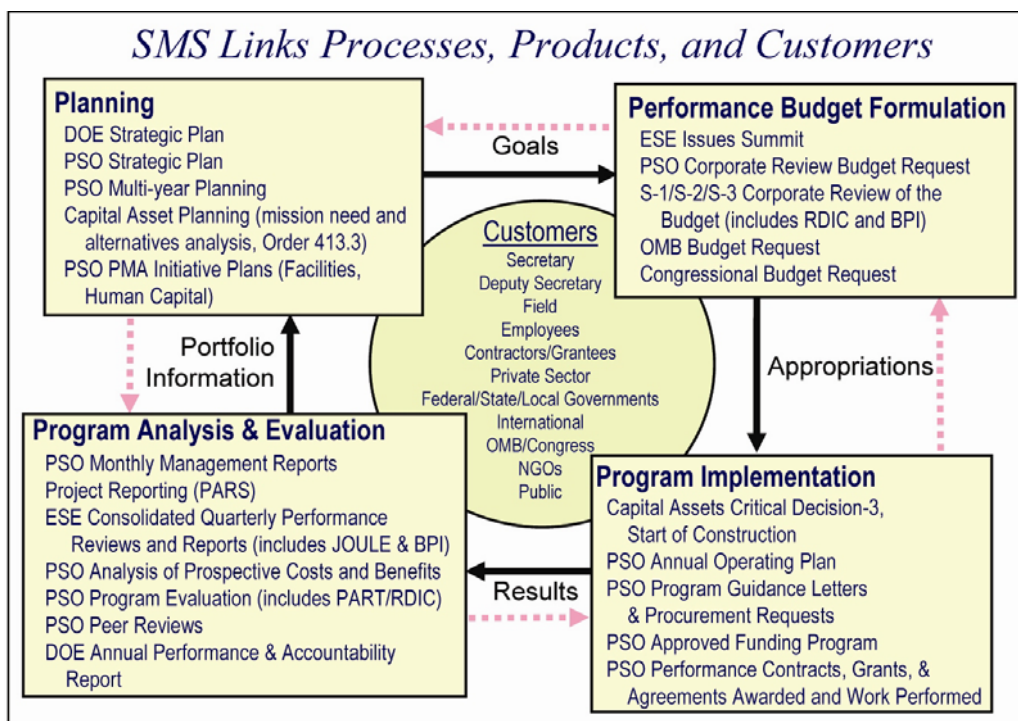 SMS Links Processes, Products, and Customers
Planning
DOE Strategic Plan
PSO Strategic Plan
PSO Multi-year Planning
Capital Asset Planning (mission need and
alternatives analysis, Order 413.3)
PSO PMA Initiative Plans (Facilities,
Human Capital)
Goals
Performance Budget Formulation
ESE Issues Summit
PSO Corporate Review Budget Request
S-1/S-2/S-3 Corporate Review of the
Budget (includes RDIC and BPI)
OMB Budget Request
Congressional Budget Request
Customers
Secretary
Deputy Secretary
Field
Employees
Contractors/Grantees
Private Sector
Federal/State/Local Governments
International
OMB/Congress
NGOs
Public
Portfolio
Information
Appropriations
Program Analysis & Evaluation
PSO Monthly Management Reports
Project Reporting (PARS)
ESE Consolidated Quarterly Performance
Reviews and Reports (includes JOULE & BPI)
PSO Analysis of Prospective Costs and Benefits
PSO Program Evaluation (includes PART/RDIC)
PSO Peer Reviews
DOE Annual Performance & Accountability
Report
Results
Program Implementation
Capital Assets Critical Decision-3,
Start of Construction
PSO Annual Operating Plan
PSO Program Guidance Letters
& Procurement Requests
PSO Approved Funding Program
PSO Performance Contracts, Grants, &
Agreements Awarded and Work Performed